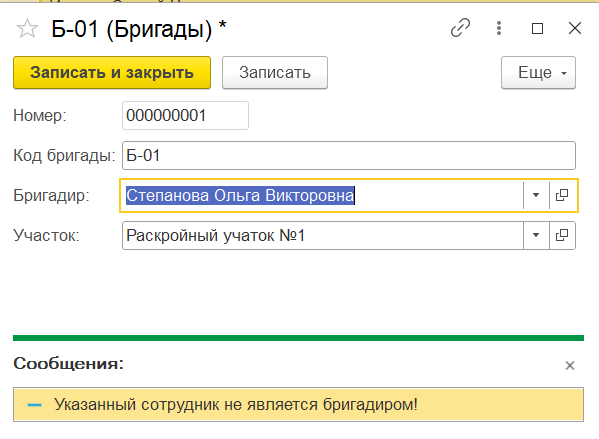 Б-01 (Бригады) *
Записать и закрыть Записать Еще
Номер: 000000001
Код бригады: Б-01
Бригадир: Степанова Ольга Викторовна
Участок: Раскройный учаток №1
Сообщения:
Указанный сотрудник не является бригадиром!